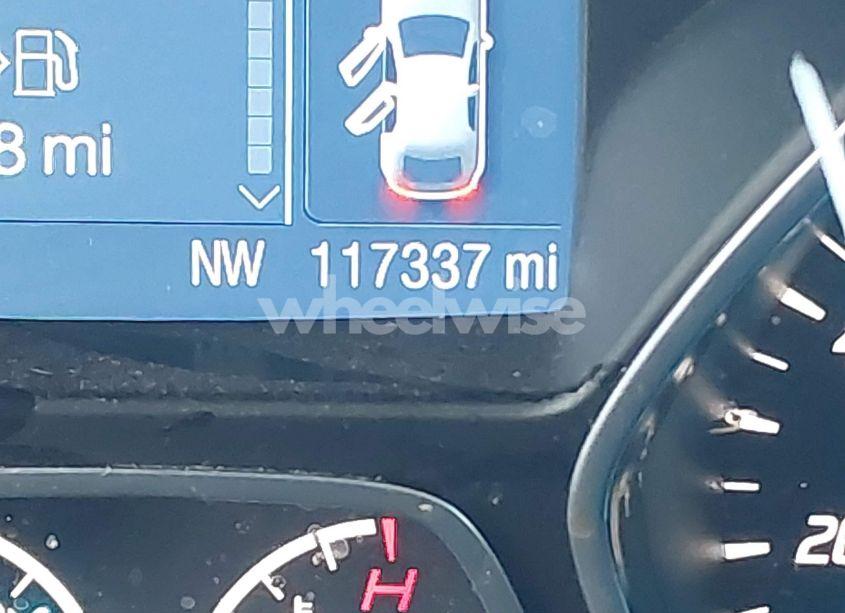 8 mi
NW 117337 mi
wheelwise
H